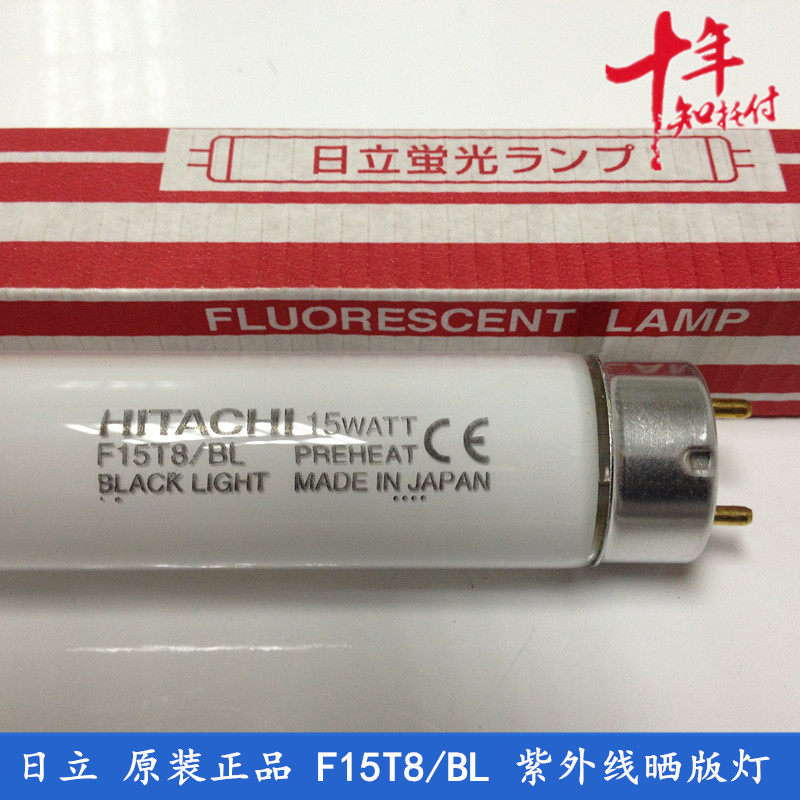 十年
知托付
日立蛍光ランプ
FLUORESCENT LAMP
HITACHI 15WATT
F15T8/BL PREHEAT CE
BLACK LIGHT MADE IN JAPAN
日立 原装正品 F15T8/BL 紫外线晒版灯